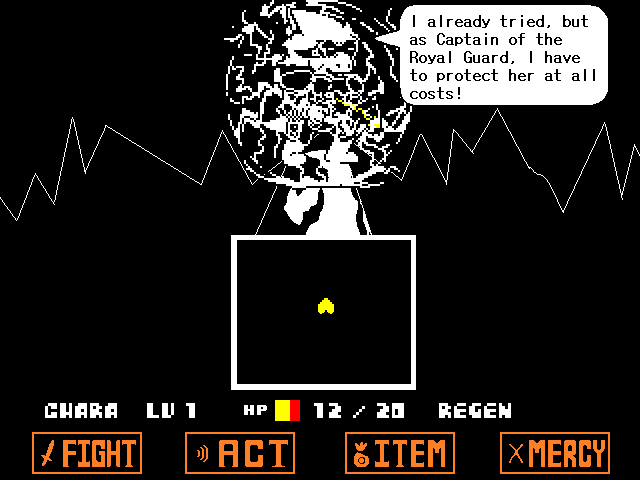 I already tried, but
as Captain of the
Royal Guard, I have
to protect her at all
costs!
CHARA LV 1 HP 12 / 20 REGEN
FIGHT ACT ITEM MERCY